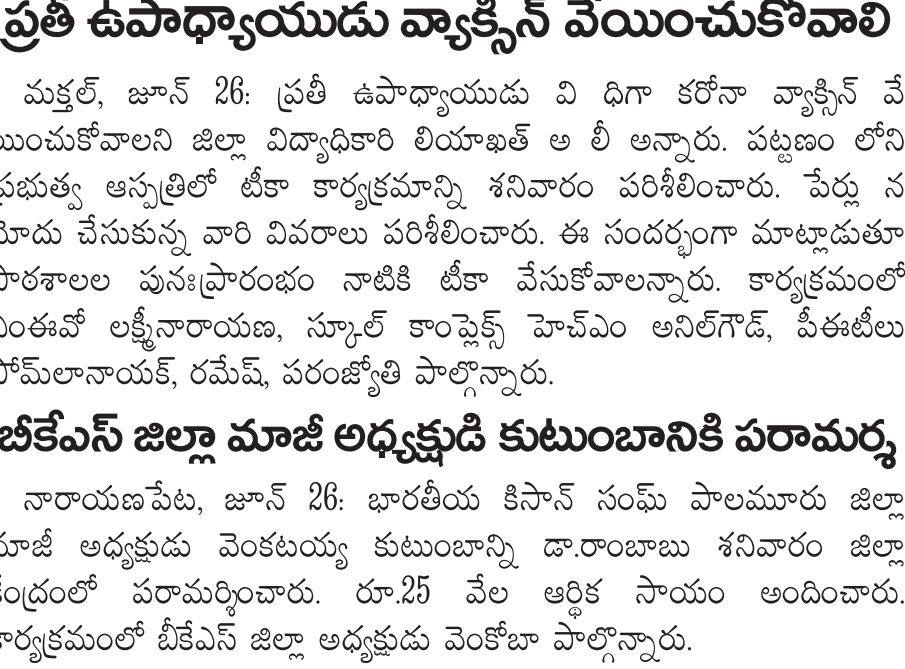 ప్రతీ ఉపాధ్యాయుడు వ్యాక్సిన్ వేయించుకోవాలి
మక్తల్, జూన్ 26: ప్రతీ ఉపాధ్యాయుడు వి ధిగా కరోనా వ్యాక్సిన్ వే
యించుకోవాలని జిల్లా విద్యాధికారి లియాఖత్ అ లీ అన్నారు. పట్టణం లోని
ప్రభుత్వ ఆస్పత్రిలో టీకా కార్యక్రమాన్ని శనివారం పరిశీలించారు. పేర్లు న
మోదు చేసుకున్న వారి వివరాలు పరిశీలించారు. ఈ సందర్భంగా మాట్లాడుతూ
పాఠశాలల పునఃప్రారంభం నాటికి టీకా వేసుకోవాలన్నారు. కార్యక్రమంలో
ఎంఈవో లక్ష్మీనారాయణ, స్కూల్ కాంప్లెక్స్ హెచ్ఎం అనిల్‌గౌడ్, పీఈటీలు
సోమ్‌లానాయక్, రమేష్, పరంజ్యోతి పాల్గొన్నారు.
బీకేఎస్ జిల్లా మాజీ అధ్యక్షుడి కుటుంబానికి పరామర్శ
నారాయణపేట, జూన్ 26: భారతీయ కిసాన్ సంఘ్ పాలమూరు జిల్లా
మాజీ అధ్యక్షుడు వెంకటయ్య కుటుంబాన్ని డా.రాంబాబు శనివారం జిల్లా
కేంద్రంలో పరామర్శించారు. రూ.25 వేల ఆర్థిక సాయం అందించారు.
కార్యక్రమంలో బీకేఎస్ జిల్లా అధ్యక్షుడు వెంకోబా పాల్గొన్నారు.